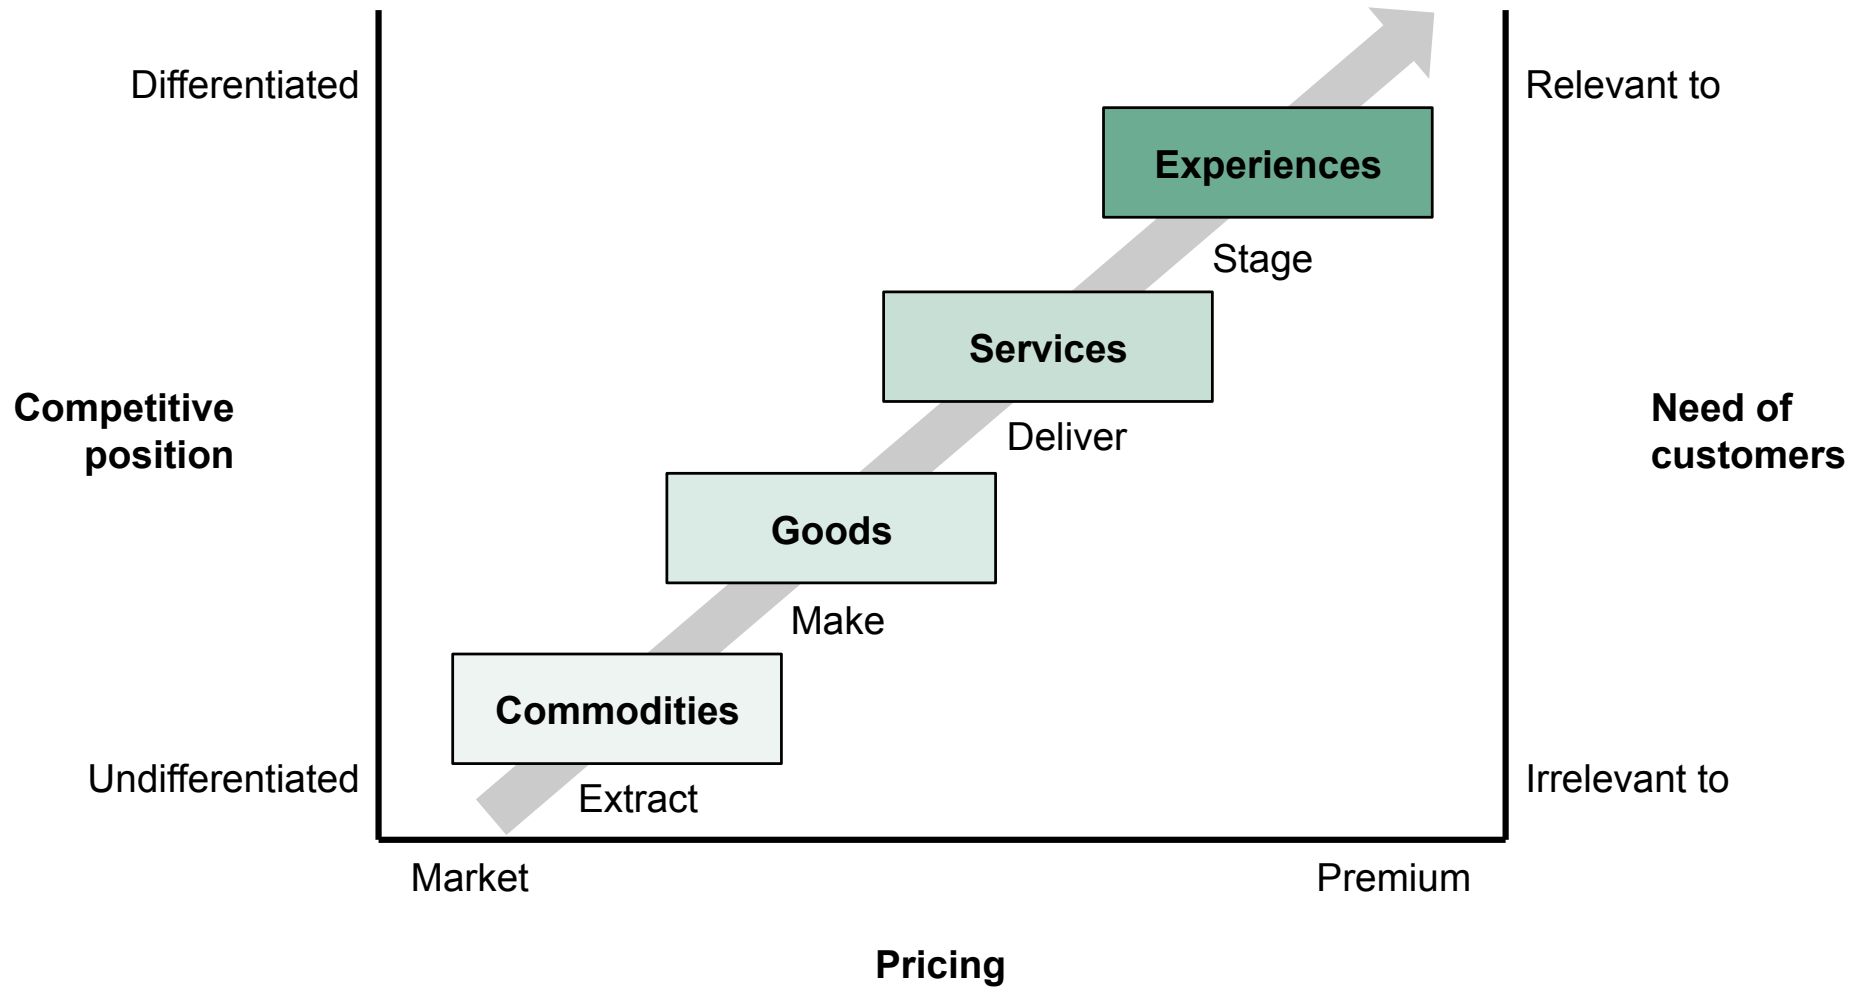 Differentiated
Relevant to
Experiences
Stage
Services
Competitive
position
Need of
customers
Deliver
Goods
Make
Commodities
Undifferentiated
Extract
Irrelevant to
Market
Premium
Pricing